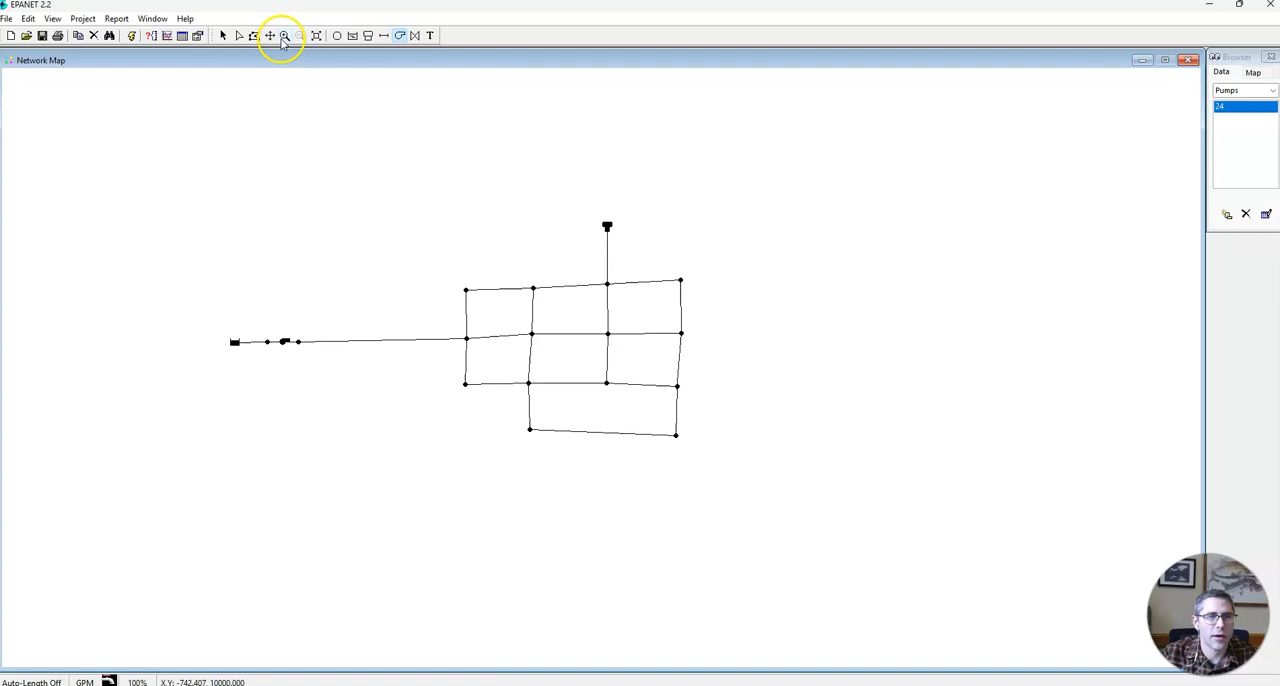 EPANET 2.2
File Edit View Project Report Window Help
T
Network Map
Browser
Data Map
Pumps
24
Auto-Length Off GPM 100% X,Y: -742.407, 10000.000